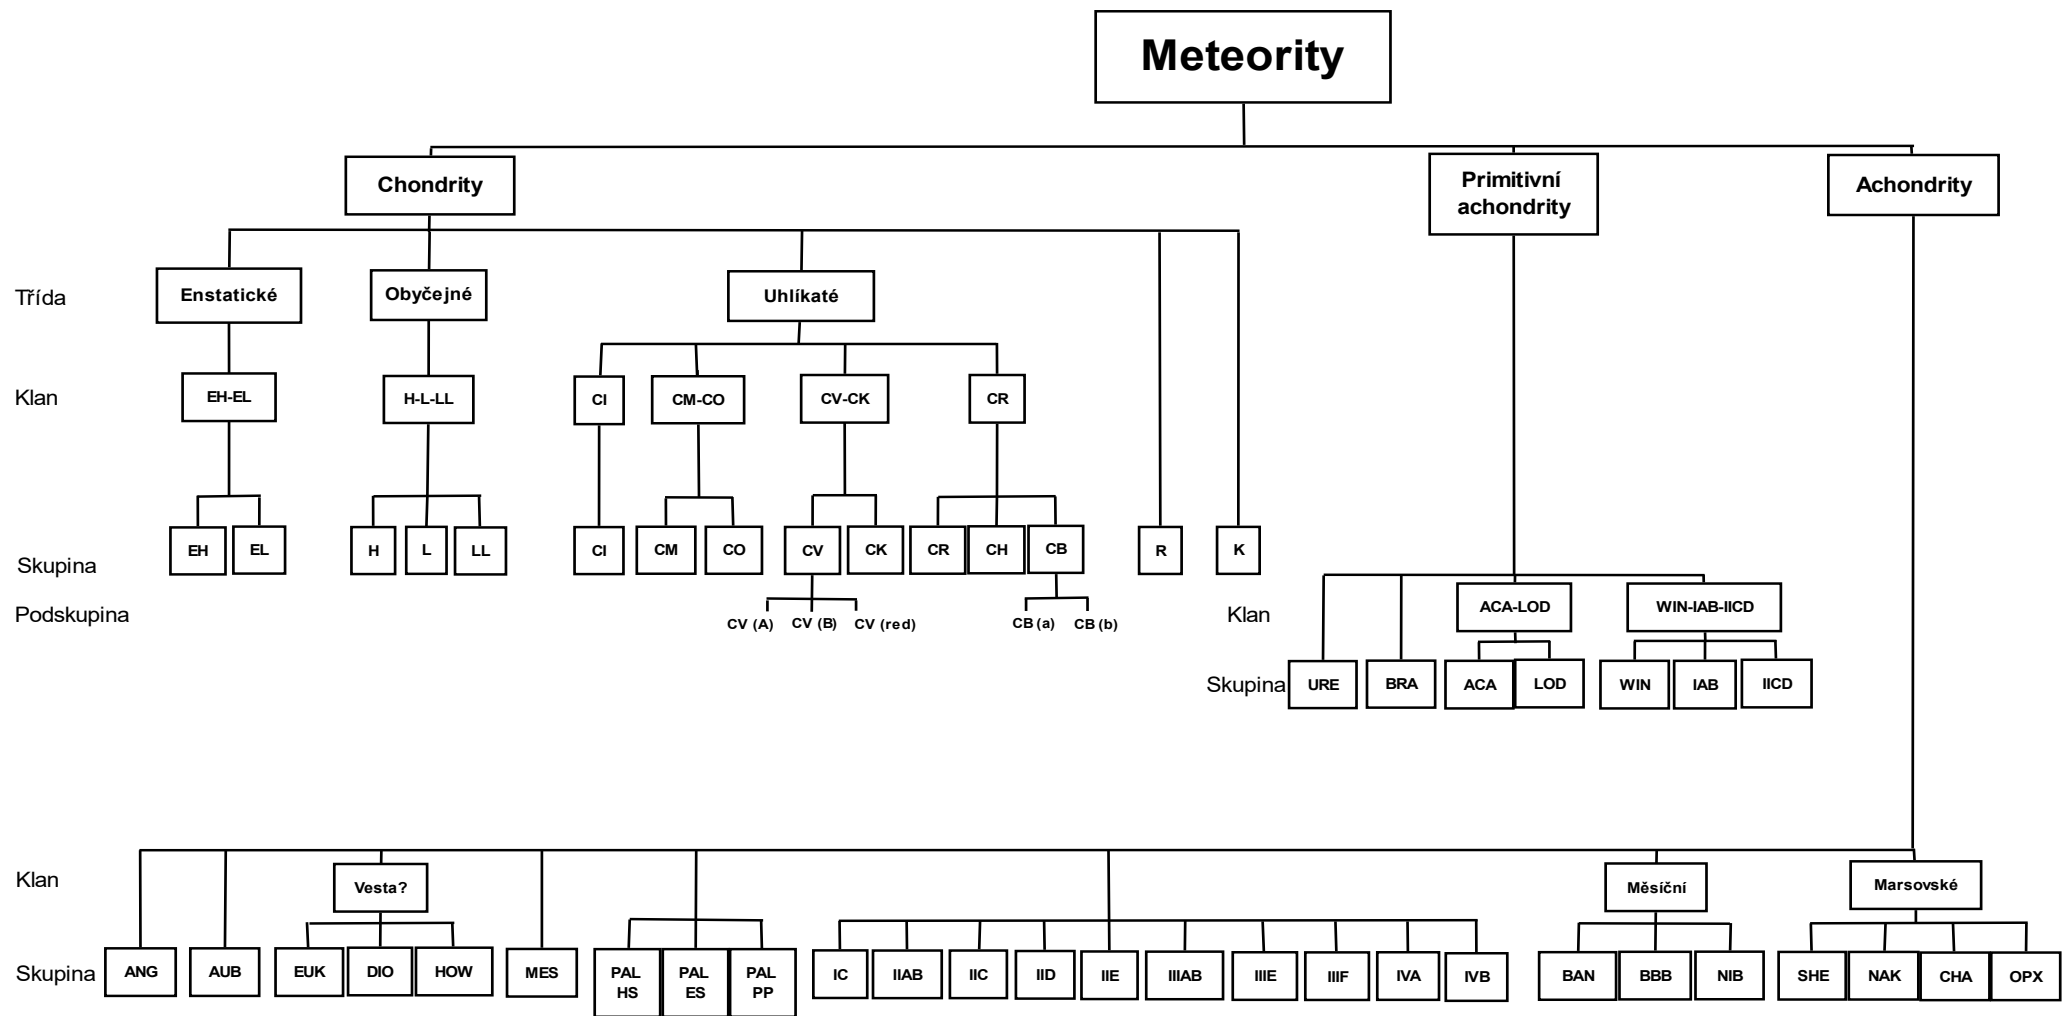 Meteority
Chondrity
Primitivní
achondrity
Achondrity
Třída
Enstatické
Obyčejné
Uhlíkaté
Klan
EH-EL
H-L-LL
CI
CM-CO
CV-CK
CR
Skupina
EH
EL
H
L
LL
CI
CM
CO
CV
CK
CR
CH
CB
R
K
Podskupina
CV (A)
CV (B)
CV (red)
CB (a)
CB (b)
Klan
ACA-LOD
WIN-IAB-IICD
Skupina
URE
BRA
ACA
LOD
WIN
IAB
IICD
Klan
Vesta?
Měsíční
Marsovské
Skupina
ANG
AUB
EUK
DIO
HOW
MES
PAL
HS
PAL
ES
PAL
PP
IC
IIAB
IIC
IID
IIE
IIIAB
IIIE
IIIF
IVA
IVB
BAN
BBB
NIB
SHE
NAK
CHA
OPX